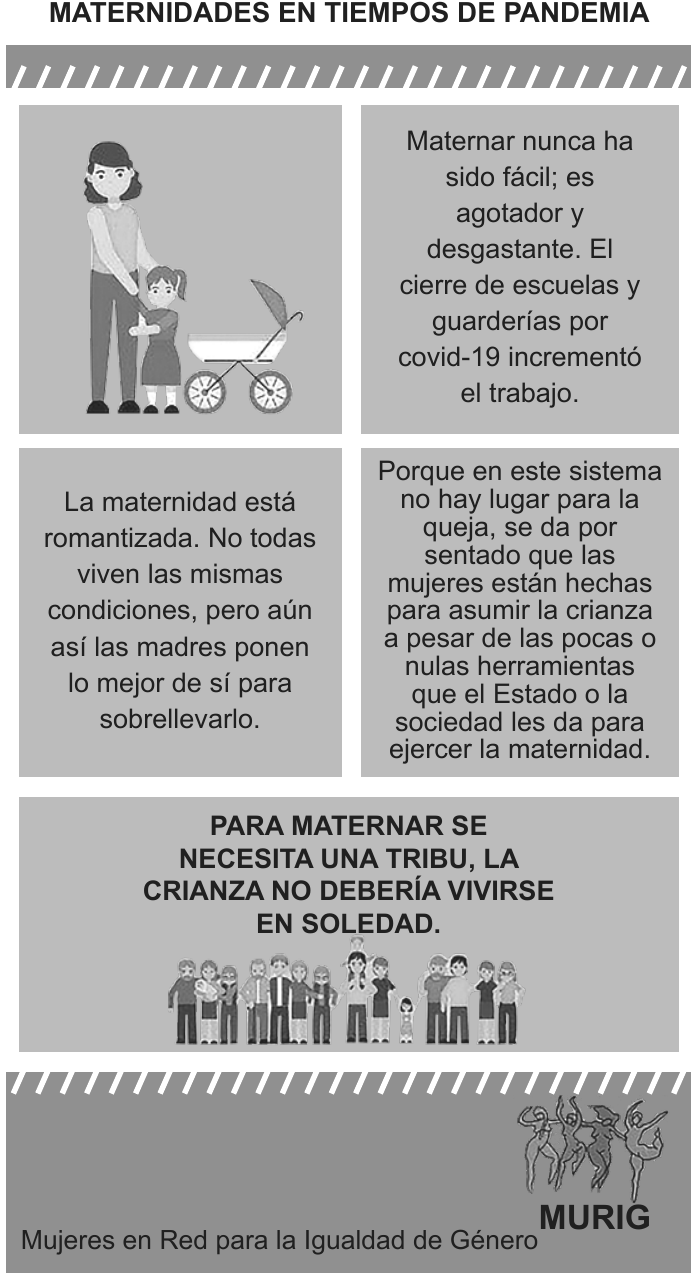 MATERNIDADES EN TIEMPOS DE PANDEMIA
Maternar nunca ha
sido fácil; es
agotador y
desgastante. El
cierre de escuelas y
guarderías por
covid-19 incrementó
el trabajo.
La maternidad está
romantizada. No todas
viven las mismas
condiciones, pero aún
así las madres ponen
lo mejor de sí para
sobrellevarlo.
Porque en este sistema
no hay lugar para la
queja, se da por
sentado que las
mujeres están hechas
para asumir la crianza
a pesar de las pocas o
nulas herramientas
que el Estado o la
sociedad les da para
ejercer la maternidad.
PARA MATERNAR SE
NECESITA UNA TRIBU, LA
CRIANZA NO DEBERÍA VIVIRSE
EN SOLEDAD.
MURIG
Mujeres en Red para la Igualdad de Género